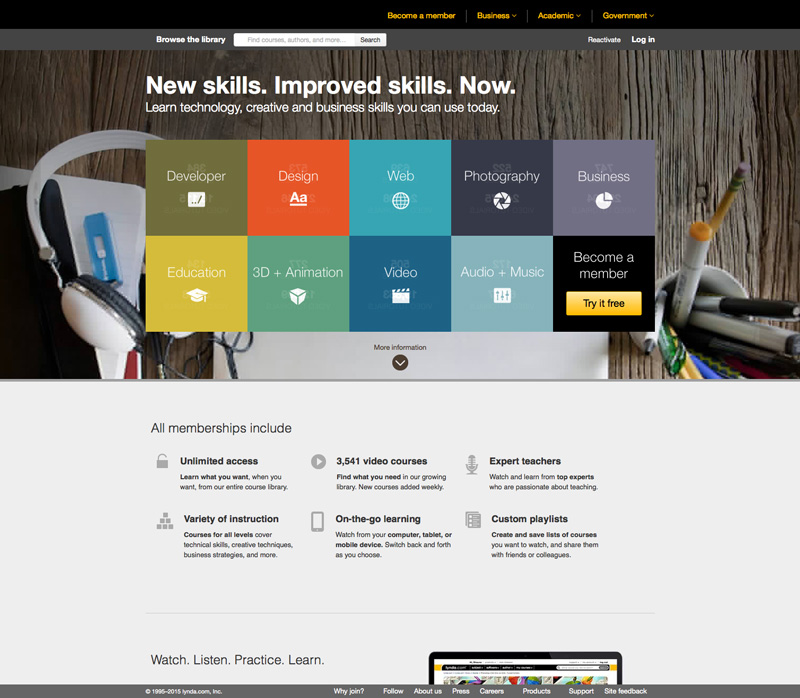 Become a member
Business
Academic
Government
Browse the library
Find courses, authors, and more...
Search
Reactivate
Log in
New skills. Improved skills. Now.
Learn technology, creative and business skills you can use today.
Developer
Design
Aa
Web
Photography
Business
Education
3D + Animation
Video
Audio + Music
Become a
member
Try it free
More information
All memberships include
Unlimited access
Learn what you want, when you
want, from our entire course library.
3,541 video courses
Find what you need in our growing
library. New courses added weekly.
Expert teachers
Watch and learn from top experts
who are passionate about teaching.
Variety of instruction
Courses for all levels cover
technical skills, creative techniques,
business strategies, and more.
On-the-go learning
Watch from your computer, tablet, or
mobile device. Switch back and forth
as you choose.
Custom playlists
Create and save lists of courses
you want to watch, and share them
with friends or colleagues.
Watch. Listen. Practice. Learn.
lynda.com
© 1995-2015 lynda.com, Inc.
Why join?
Follow
About us
Press
Careers
Products
Support
Site feedback